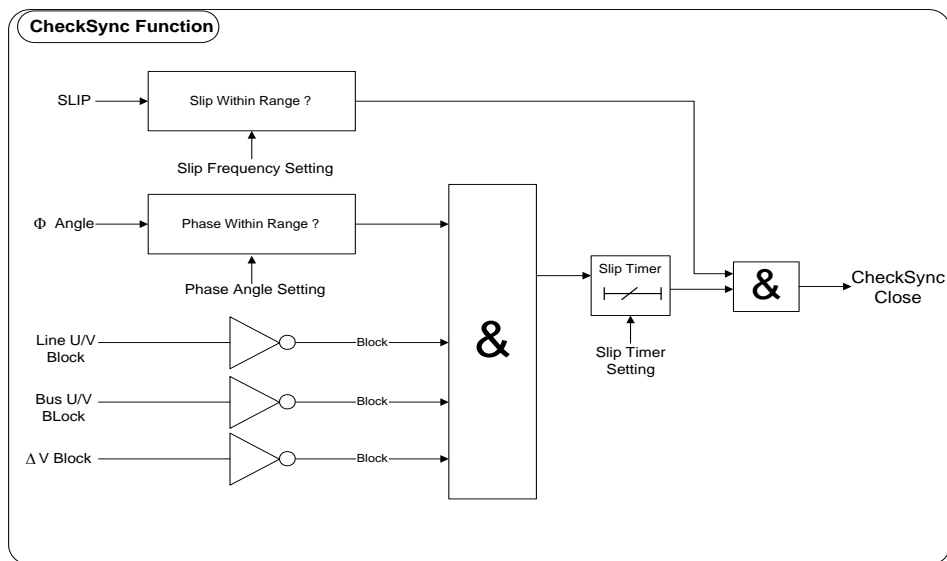 CheckSync Function
SLIP
Slip Within Range ?
Slip Frequency Setting
Φ Angle
Phase Within Range ?
Phase Angle Setting
Line U/V
Block
Block
Bus U/V
BLock
Block
Δ V Block
Block
&
Slip Timer
Slip Timer
Setting
&
CheckSync
Close